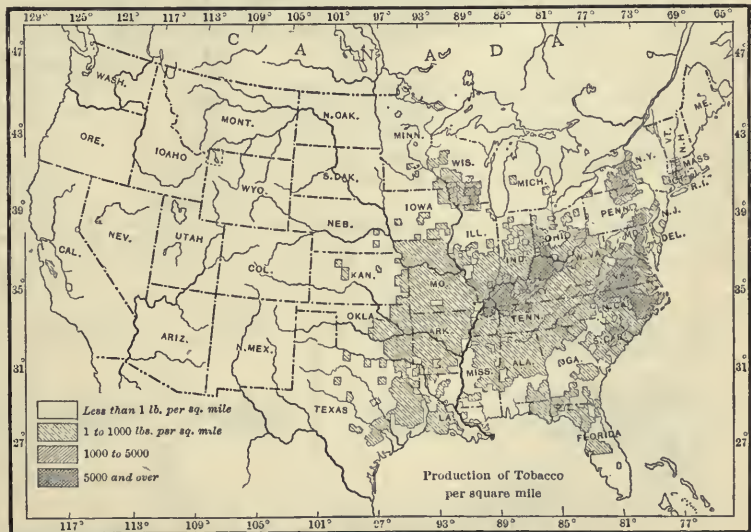 129° 125° 121° 117° 113° 109° 105° 101° 97° 93° 89° 85° 81° 77° 73° 69° 65°
C A N A D A
47° 47°
WASH.
MONT. N.OAK. MINN. ME.
ORE. IOAHO WIS. VT. N.H.
43° 43°
S.DAK. MICH. N.Y. MASS
WYO. R.I.
39° IOWA PENN. 39°
NEB. N.J.
NEV. UTAH ILL. IND. OHIO MD. DEL.
CAL. COL. KAN. MO. W.VA. VA.
35° 35°
OKLA. TENN. N.CAR.
ARIZ. N.MEX. ARK.
31° MISS. ALA. GA. 31°
TEXAS LA.
FLORIDA
27° 27°
Less than 1 lb. per sq. mile
1 to 1000 lbs. per sq. mile
1000 to 5000
5000 and over
Production of Tobacco
per square mile
117° 113° 109° 105° 101° 97° 93° 89° 85° 81° 77°